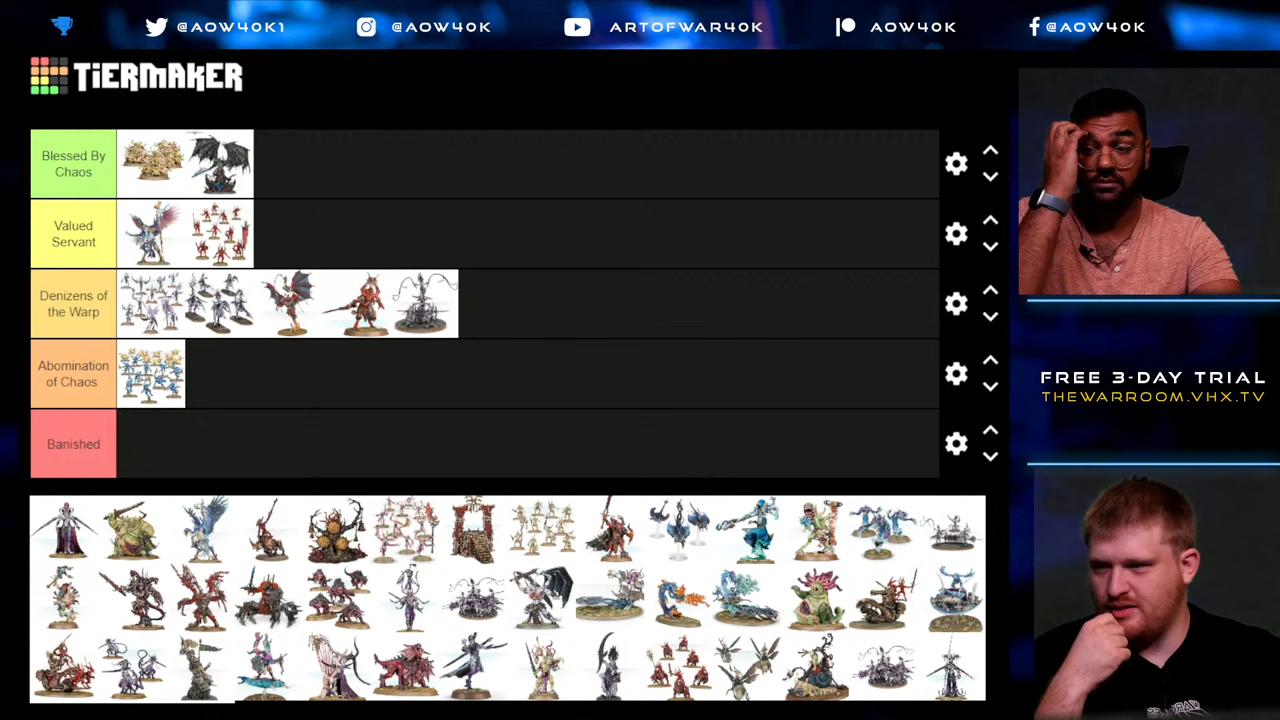 @AOW40K1
@AOW40K
ARTOFWAR40K
AOW40K
@AOW40K
TiERMAKER
Blessed By
Chaos
Valued
Servant
Denizens of
the Warp
Abomination
of Chaos
Banished
FREE 3-DAY TRIAL
THEWARROOM.VHX.TV